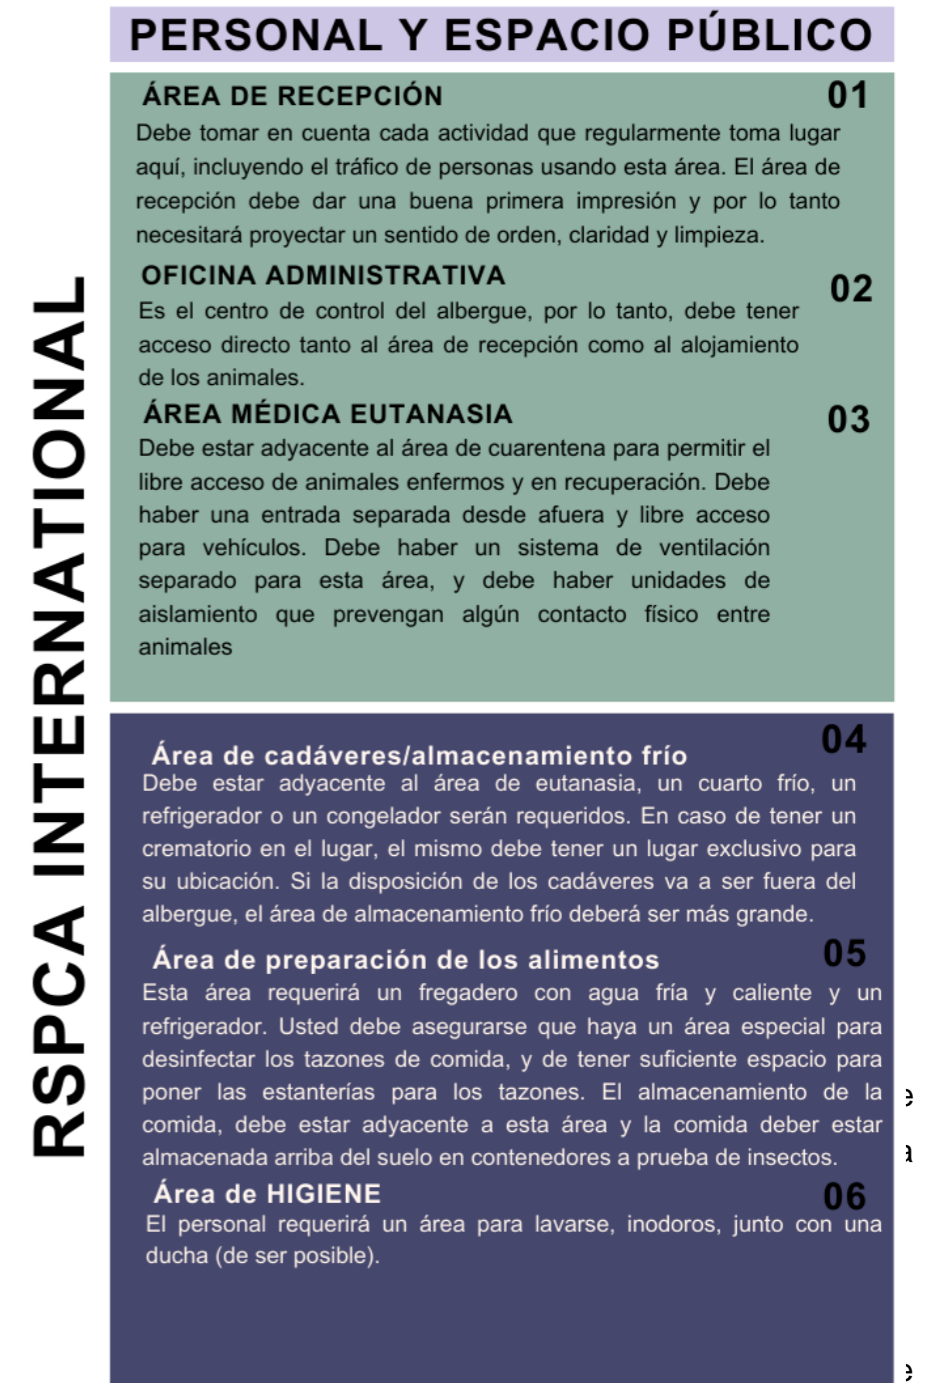 PERSONAL Y ESPACIO PÚBLICO
RSPCA INTERNATIONAL
ÁREA DE RECEPCIÓN
01
Debe tomar en cuenta cada actividad que regularmente toma lugar
aquí, incluyendo el tráfico de personas usando esta área. El área de
recepción debe dar una buena primera impresión y por lo tanto
necesitará proyectar un sentido de orden, claridad y limpieza.
OFICINA ADMINISTRATIVA
02
Es el centro de control del albergue, por lo tanto, debe tener
acceso directo tanto al área de recepción como al alojamiento
de los animales.
ÁREA MÉDICA EUTANASIA
03
Debe estar adyacente al área de cuarentena para permitir el
libre acceso de animales enfermos y en recuperación. Debe
haber una entrada separada desde afuera y libre acceso
para vehículos. Debe haber un sistema de ventilación
separado para esta área, y debe haber unidades de
aislamiento que prevengan algún contacto físico entre
animales
Área de cadáveres/almacenamiento frío
04
Debe estar adyacente al área de eutanasia, un cuarto frío, un
refrigerador o un congelador serán requeridos. En caso de tener un
crematorio en el lugar, el mismo debe tener un lugar exclusivo para
su ubicación. Si la disposición de los cadáveres va a ser fuera del
albergue, el área de almacenamiento frío deberá ser más grande.
Área de preparación de los alimentos
05
Esta área requerirá un fregadero con agua fría y caliente y un
refrigerador. Usted debe asegurarse que haya un área especial para
desinfectar los tazones de comida, y de tener suficiente espacio para
poner las estanterías para los tazones. El almacenamiento de la
comida, debe estar adyacente a esta área y la comida deber estar
almacenada arriba del suelo en contenedores a prueba de insectos.
Área de HIGIENE
06
El personal requerirá un área para lavarse, inodoros, junto con una
ducha (de ser posible).